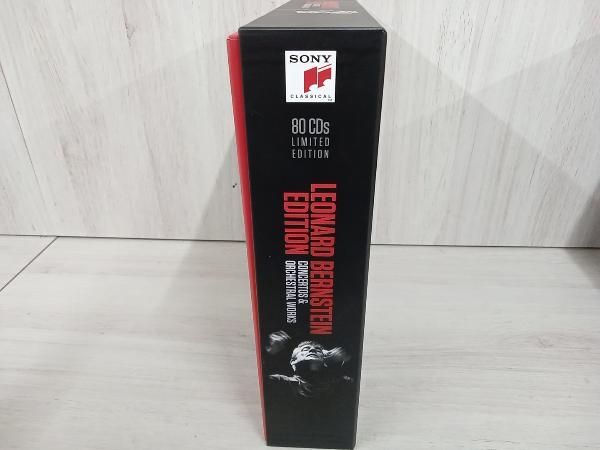 SONY
CLASSICAL
80 CDs
LIMITED
EDITION
LEONARD BERNSTEIN
EDITION
CONCERTOS &
ORCHESTRAL WORKS